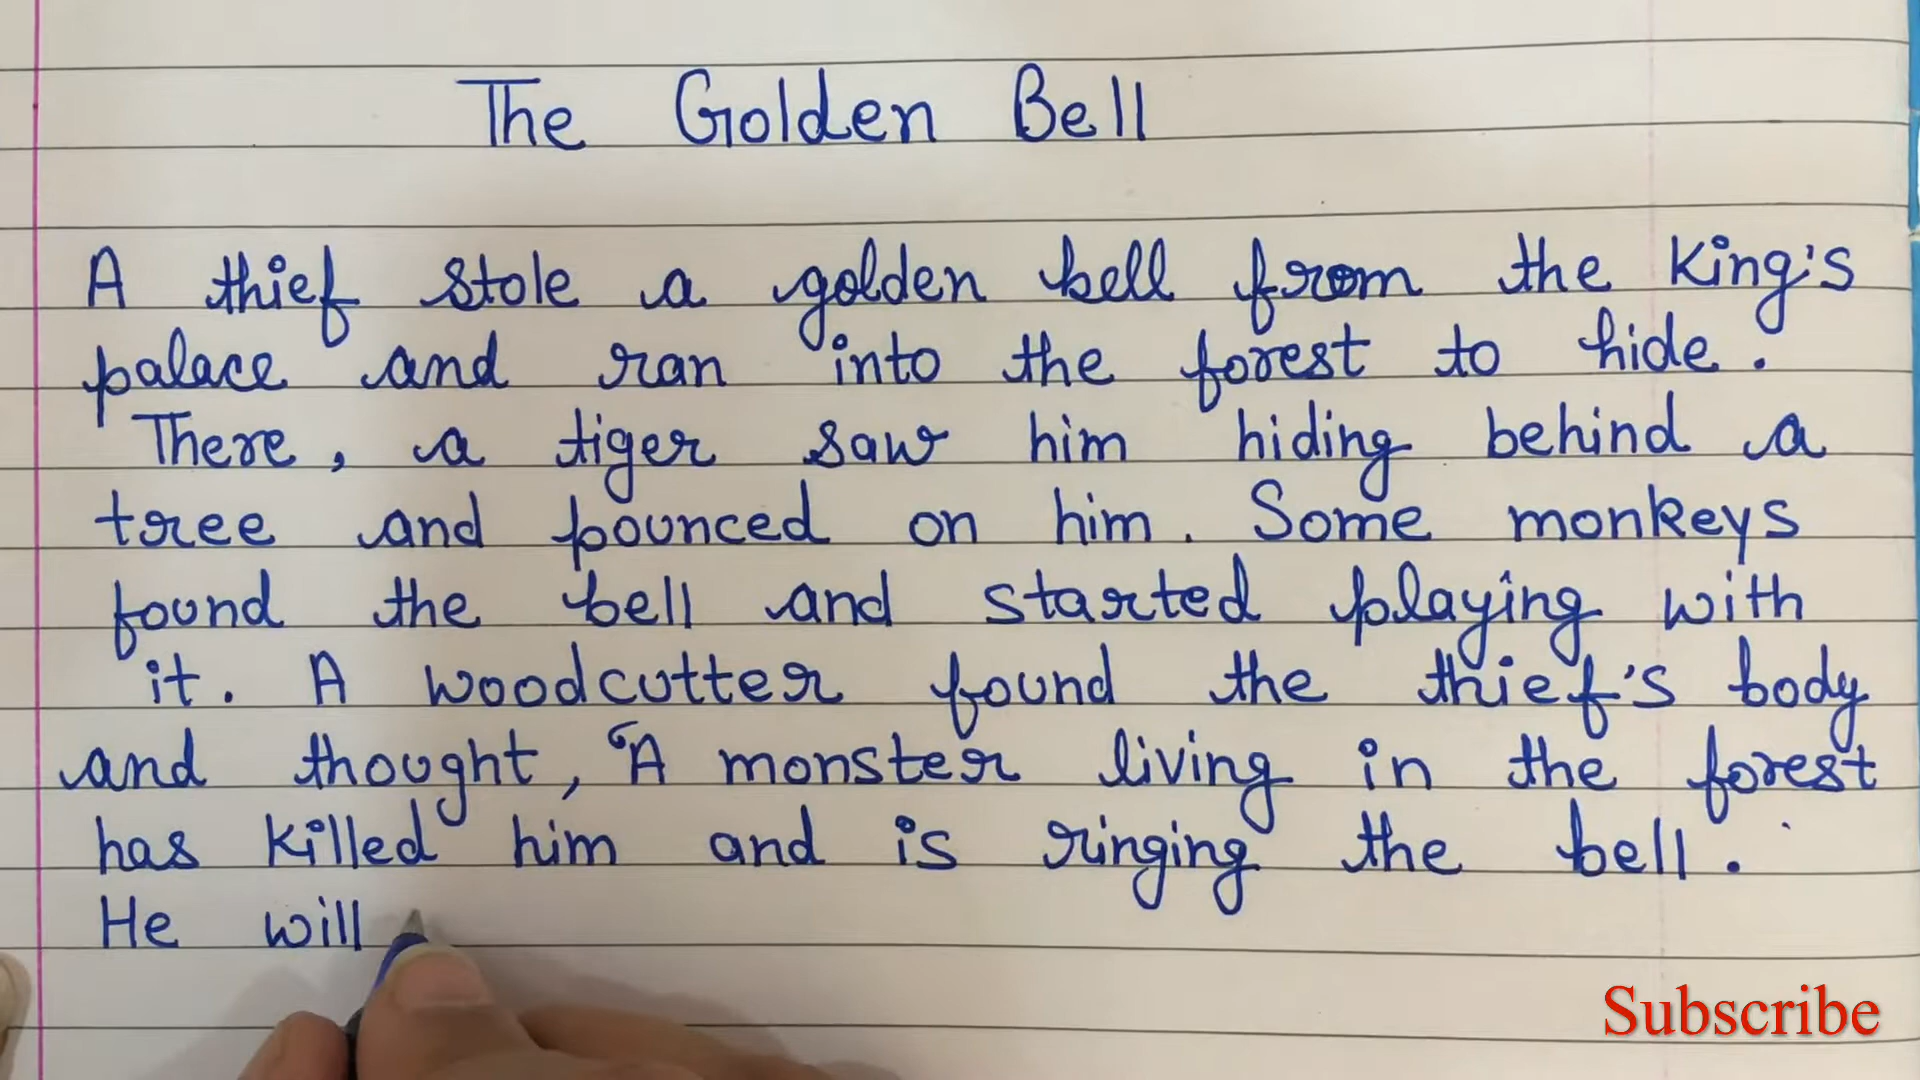 The Golden Bell
A thief stole a golden bell from the King's
palace and ran into the forest to hide.
There, a tiger saw him hiding behind a
tree and pounced on him. Some monkeys
found the bell and started playing with
it. A woodcutter found the thief's body
and thought, “A monster living in the forest
has killed him and is ringing the bell.
He will
Subscribe